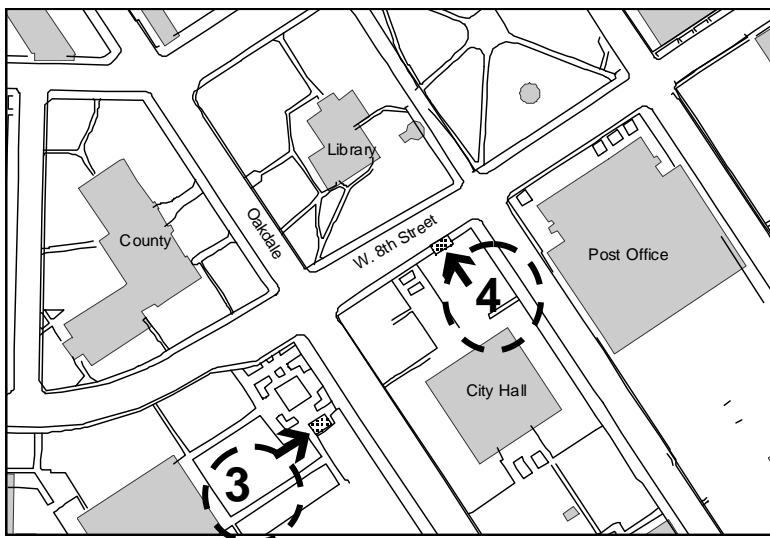 Library
Oakdale
County
W. 8th Street
Post Office
4
City Hall
3